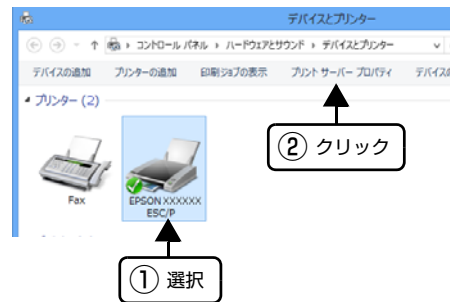 デバイスとプリンター
コントロール パネル ▸ ハードウェアとサウンド ▸ デバイスとプリンター
デバイスの追加 プリンターの追加 印刷ジョブの表示 プリント サーバー プロパティ デバイス
プリンター (2)
② クリック
Fax
EPSON XXXXXX
ESC/P
① 選択